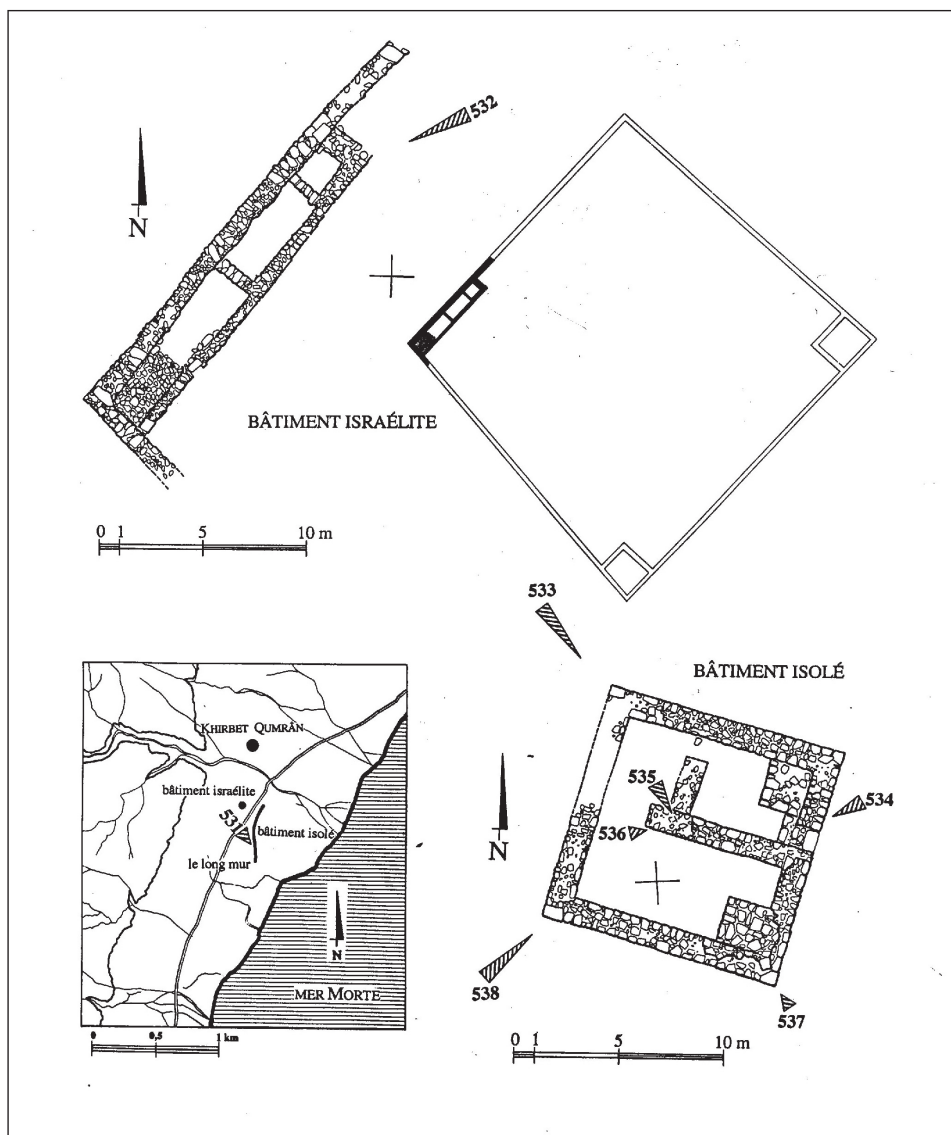 532
N
BÂTIMENT ISRAÉLITE
0 1 5 10 m
533
BÂTIMENT ISOLÉ
KHIRBET QUMRÂN
bâtiment israélite
531
bâtiment isolé
le long mur
N
MER MORTE
0 0,5 1 km
N
535
534
536
538
537
0 1 5 10 m